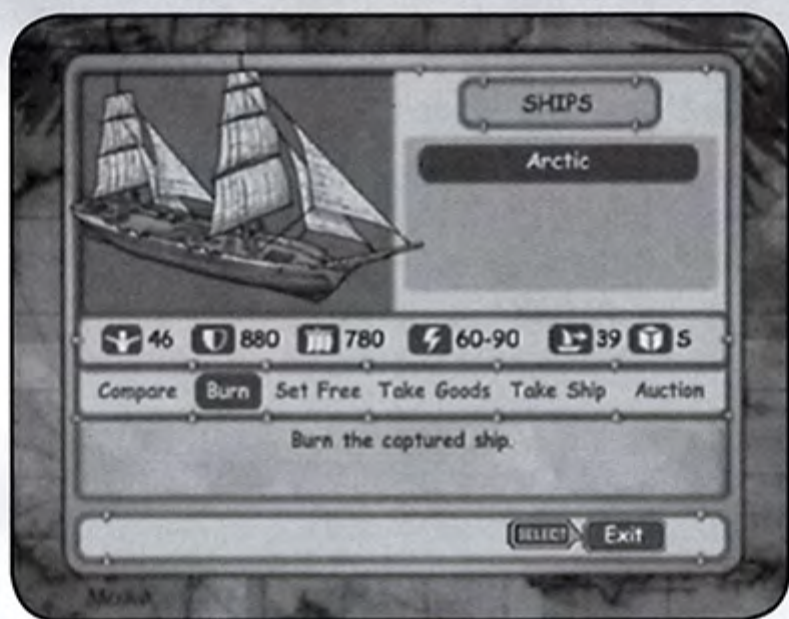 SHIPS
Arctic
46 880 780 60-90 39 S
Compare Burn Set Free Take Goods Take Ship Auction
Burn the captured ship.
SELECT Exit